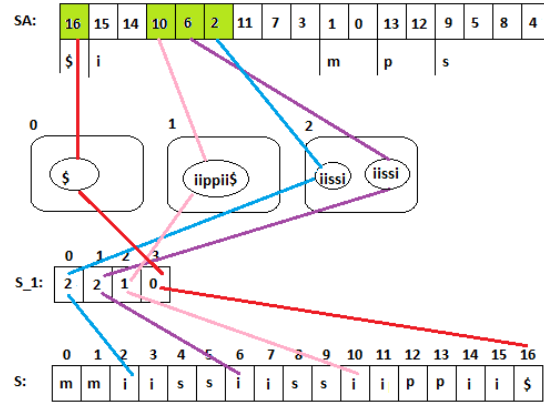 SA: 16 15 14 10 6 2 11 7 3 1 0 13 12 9 5 8 4
$ i m p s
0 1 2
$ iippii$ iissi iissi
0 1 2 3
S_1: 2 2 1 0
0 1 2 3 4 5 6 7 8 9 10 11 12 13 14 15 16
S: m m i i s s i i s s i i p p i i $